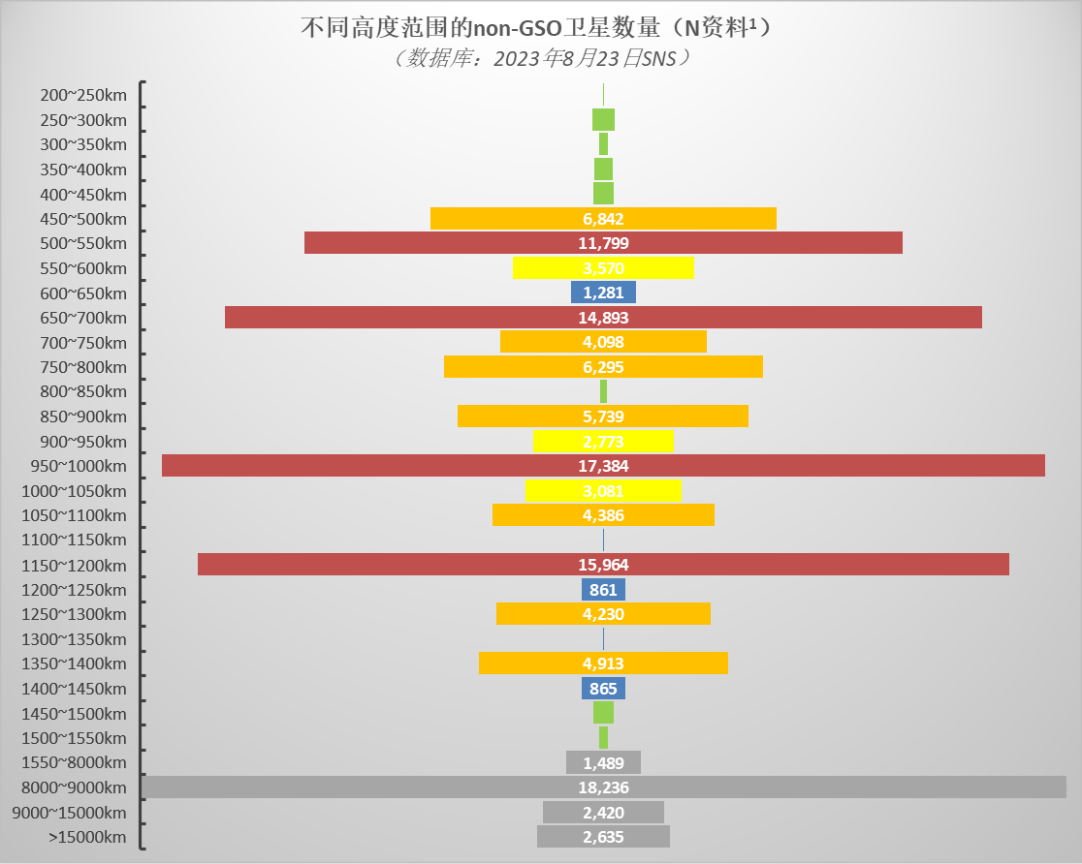 不同高度范围的non-GSO卫星数量（N资料¹）
（数据库：2023年8月23日SNS）
200~250km
250~300km
300~350km
350~400km
400~450km
450~500km 6,842
500~550km 11,799
550~600km 3,570
600~650km 1,281
650~700km 14,893
700~750km 4,098
750~800km 6,295
800~850km
850~900km 5,739
900~950km 2,773
950~1000km 17,384
1000~1050km 3,081
1050~1100km 4,386
1100~1150km
1150~1200km 15,964
1200~1250km 861
1250~1300km 4,230
1300~1350km
1350~1400km 4,913
1400~1450km 865
1450~1500km
1500~1550km
1550~8000km 1,489
8000~9000km 18,236
9000~15000km 2,420
>15000km 2,635